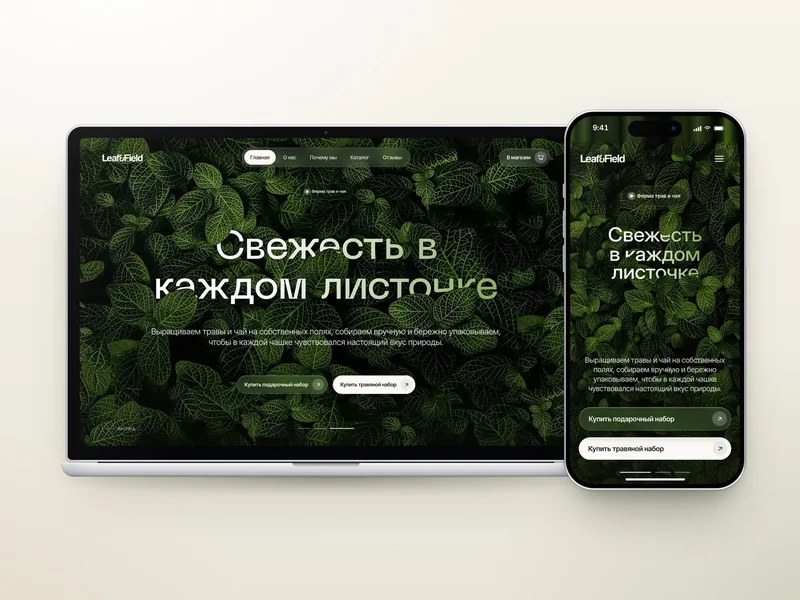 Leaf&Field
Главная
О нас
Почему мы
Каталог
Отзывы
В магазин
Ферма трав и чая
Свежесть в
каждом листочке
Выращиваем травы и чай на собственных полях, собираем вручную и бережно упаковываем,
чтобы в каждой чашке чувствовался настоящий вкус природы.
Купить подарочный набор
Купить травяной набор
9:41
Leaf&Field
Ферма трав и чая
Свежесть
в каждом
листочке
Выращиваем травы и чай на собственных
полях, собираем вручную и бережно
упаковываем, чтобы в каждой чашке
чувствовался настоящий вкус природы.
Купить подарочный набор
Купить травяной набор